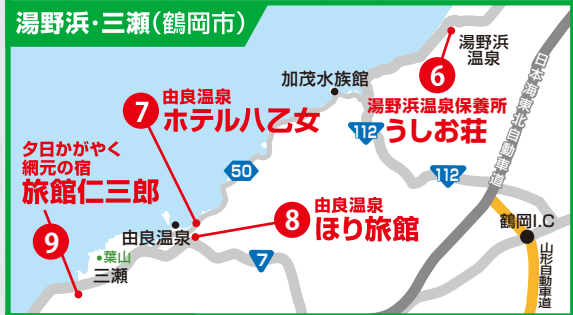 湯野浜・三瀬(鶴岡市)
湯野浜
温泉
加茂水族館
6
湯野浜温泉保養所
うしお荘
7
由良温泉
ホテル八乙女
112
112
日本海東北自動車道
夕日かがやく
網元の宿
旅館仁三郎
50
8
由良温泉
ほり旅館
鶴岡I.C
9
由良温泉
葉山
三瀬
7
山形自動車道